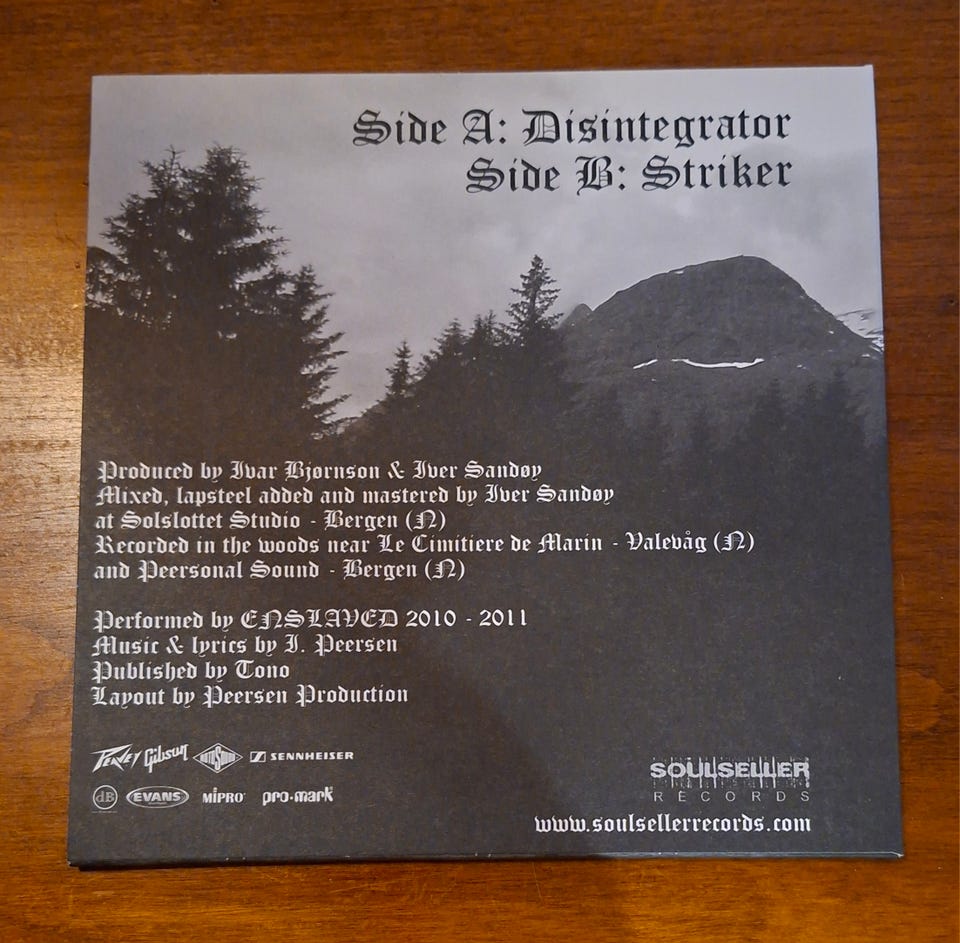 Side A: Disintegrator
Side B: Striker
Produced by Ivar Bjørnson & Iver Sandøy
Mixed, lapsteel added and mastered by Iver Sandøy
at Solslottet Studio - Bergen (N)
Recorded in the woods near Le Cimitiere de Marin - Valevåg (N)
and Peersonal Sound - Bergen (N)
Performed by ENSLAVED 2010 - 2011
Music & lyrics by I. Peersen
Published by Tono
Layout by Peersen Production
PEAVEY Gibson ROTOSOUND SENNHEISER
dB EVANS MIPRO pro·mark
SOULSELLER
RECORDS
www.soulsellerrecords.com